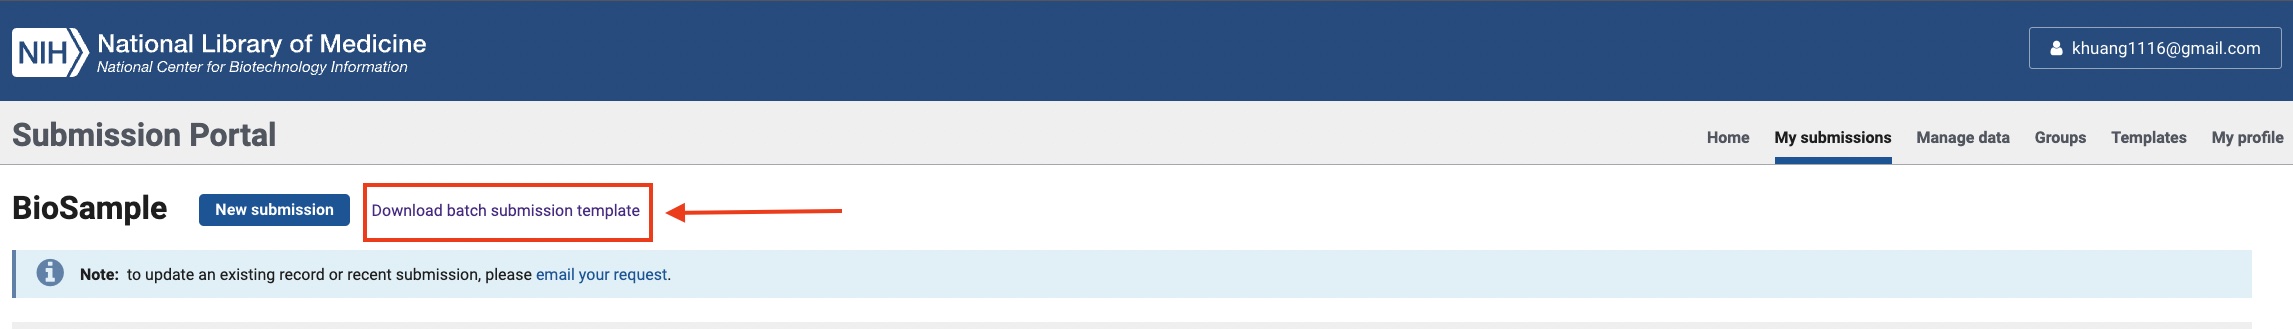 NIH National Library of Medicine
National Center for Biotechnology Information
khuang1116@gmail.com
Submission Portal
Home My submissions Manage data Groups Templates My profile
BioSample New submission Download batch submission template
Note: to update an existing record or recent submission, please email your request.